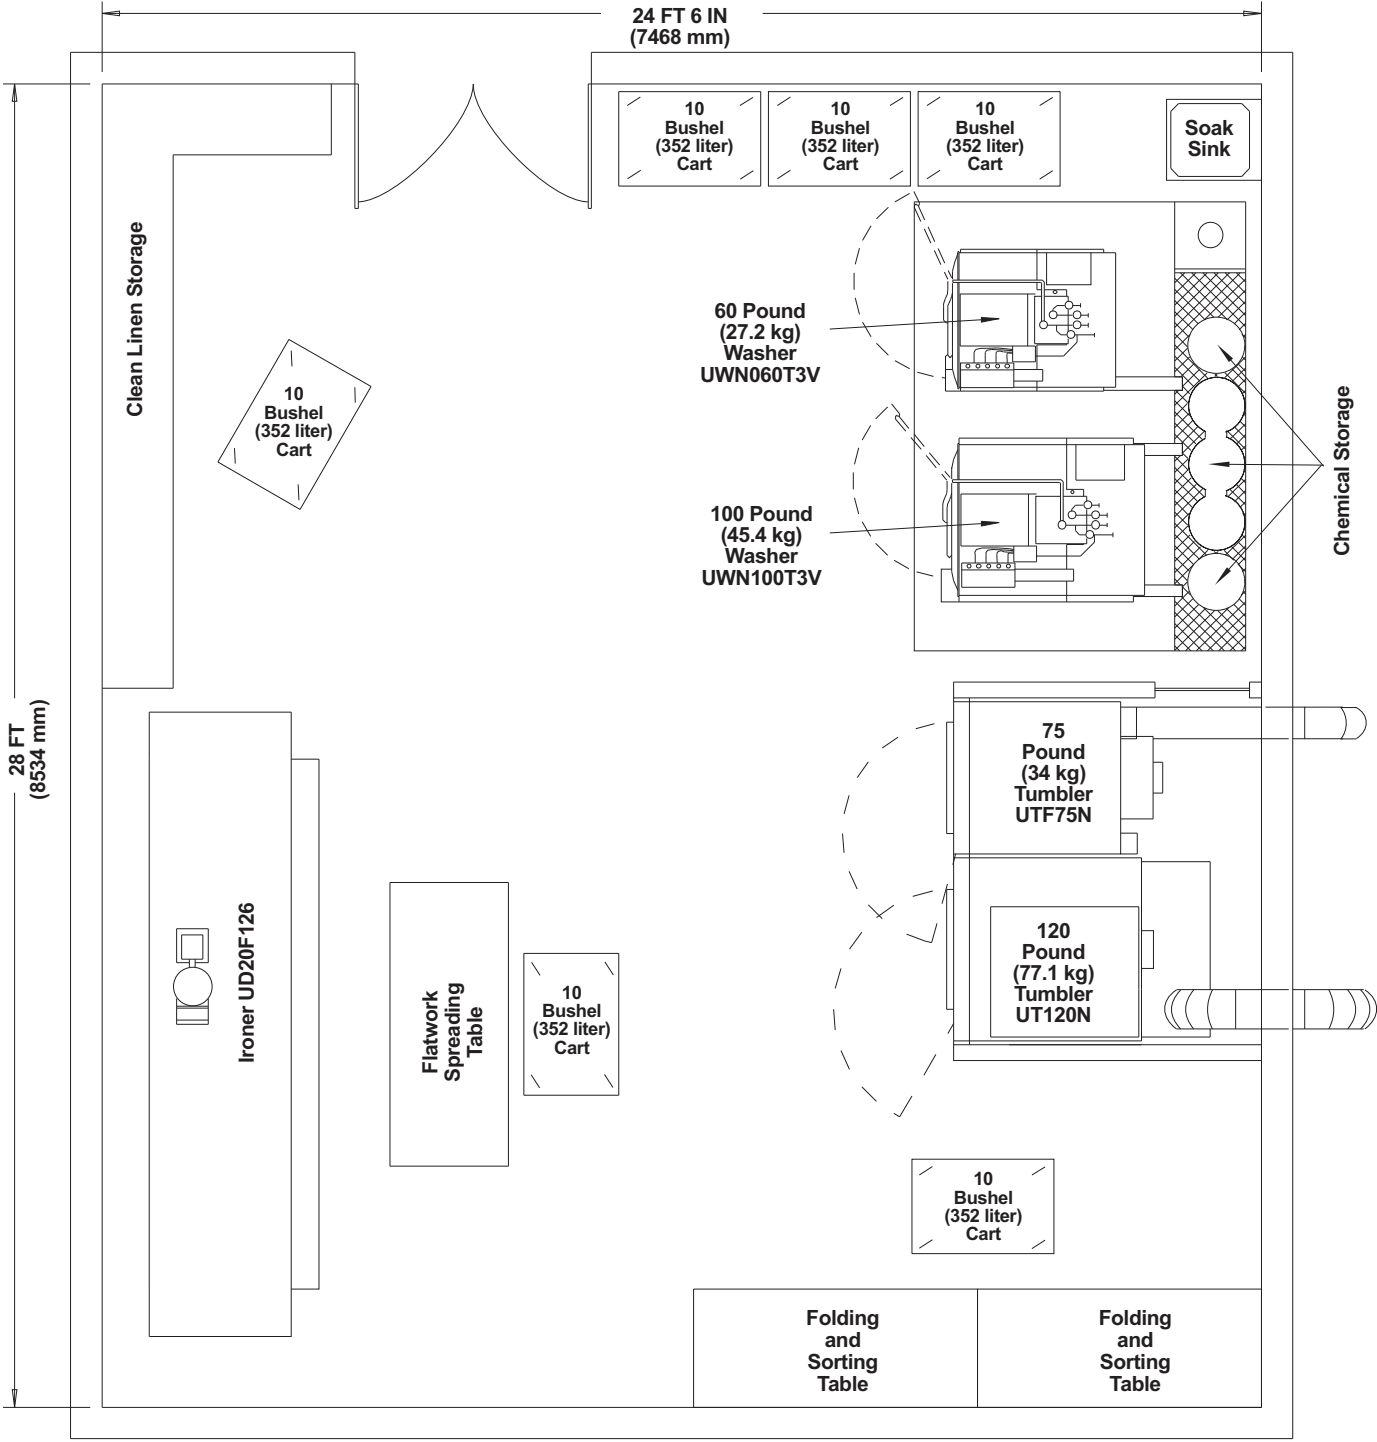 24 FT 6 IN
(7468 mm)
10
Bushel
(352 liter)
Cart
10
Bushel
(352 liter)
Cart
10
Bushel
(352 liter)
Cart
Soak
Sink
Clean Linen Storage
60 Pound
(27.2 kg)
Washer
UWN060T3V
10
Bushel
(352 liter)
Cart
100 Pound
(45.4 kg)
Washer
UWN100T3V
Chemical Storage
28 FT
(8534 mm)
75
Pound
(34 kg)
Tumbler
UTF75N
Ironer UD20F126
Flatwork
Spreading
Table
10
Bushel
(352 liter)
Cart
120
Pound
(77.1 kg)
Tumbler
UT120N
10
Bushel
(352 liter)
Cart
Folding
and
Sorting
Table
Folding
and
Sorting
Table